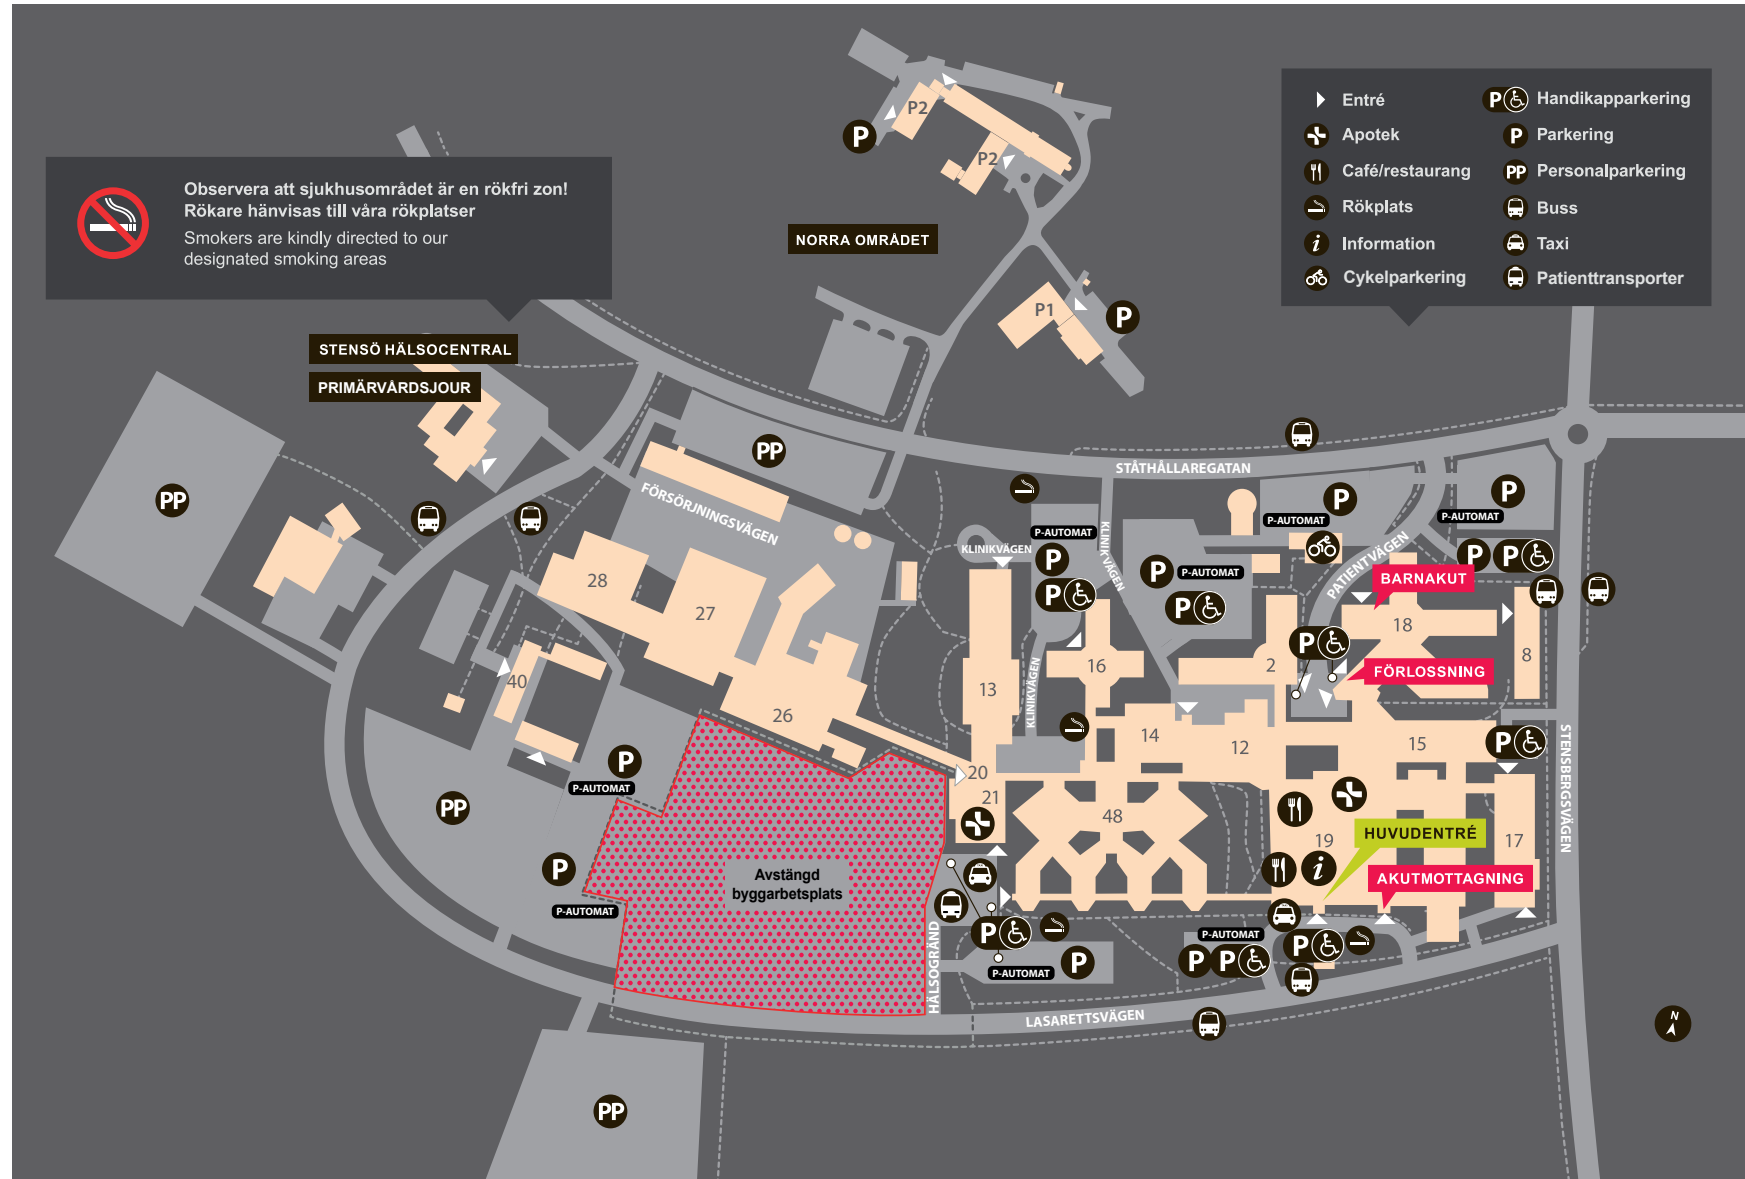 Observera att sjukhusområdet är en rökfri zon!
Rökare hänvisas till våra rökplatser
Smokers are kindly directed to our
designated smoking areas
Entré
Apotek
Café/restaurang
Rökplats
Information
Cykelparkering
P Handikapparkering
P Parkering
PP Personalparkering
Buss
Taxi
Patienttransporter
P2
P
P2
NORRA OMRÅDET
P1
P
STENSÖ HÄLSOCENTRAL
PRIMÄRVÅRDSJOUR
PP
PP
STÅTHÅLLAREGATAN
FÖRSÖRJNINGSVÄGEN
P
P-AUTOMAT
P
P-AUTOMAT
P-AUTOMAT
P
KLINIKVÄGEN
KLINIKVÄGEN
P
P-AUTOMAT
P
P
P
P
P
PATIENTVÄGEN
BARNAKUT
28
27
18
P
8
16
2
FÖRLOSSNING
13
KLINIKVÄGEN
40
26
14
12
15
P
STENSBERGSVÄGEN
P
P-AUTOMAT
20
21
PP
48
HUVUDENTRÉ
19
17
AKUTMOTTAGNING
P
P-AUTOMAT
Avstängd
byggarbetsplats
HÄLSOGRÄND
P
P-AUTOMAT
P
P-AUTOMAT
P
P
P
LASARETTSVÄGEN
N
PP